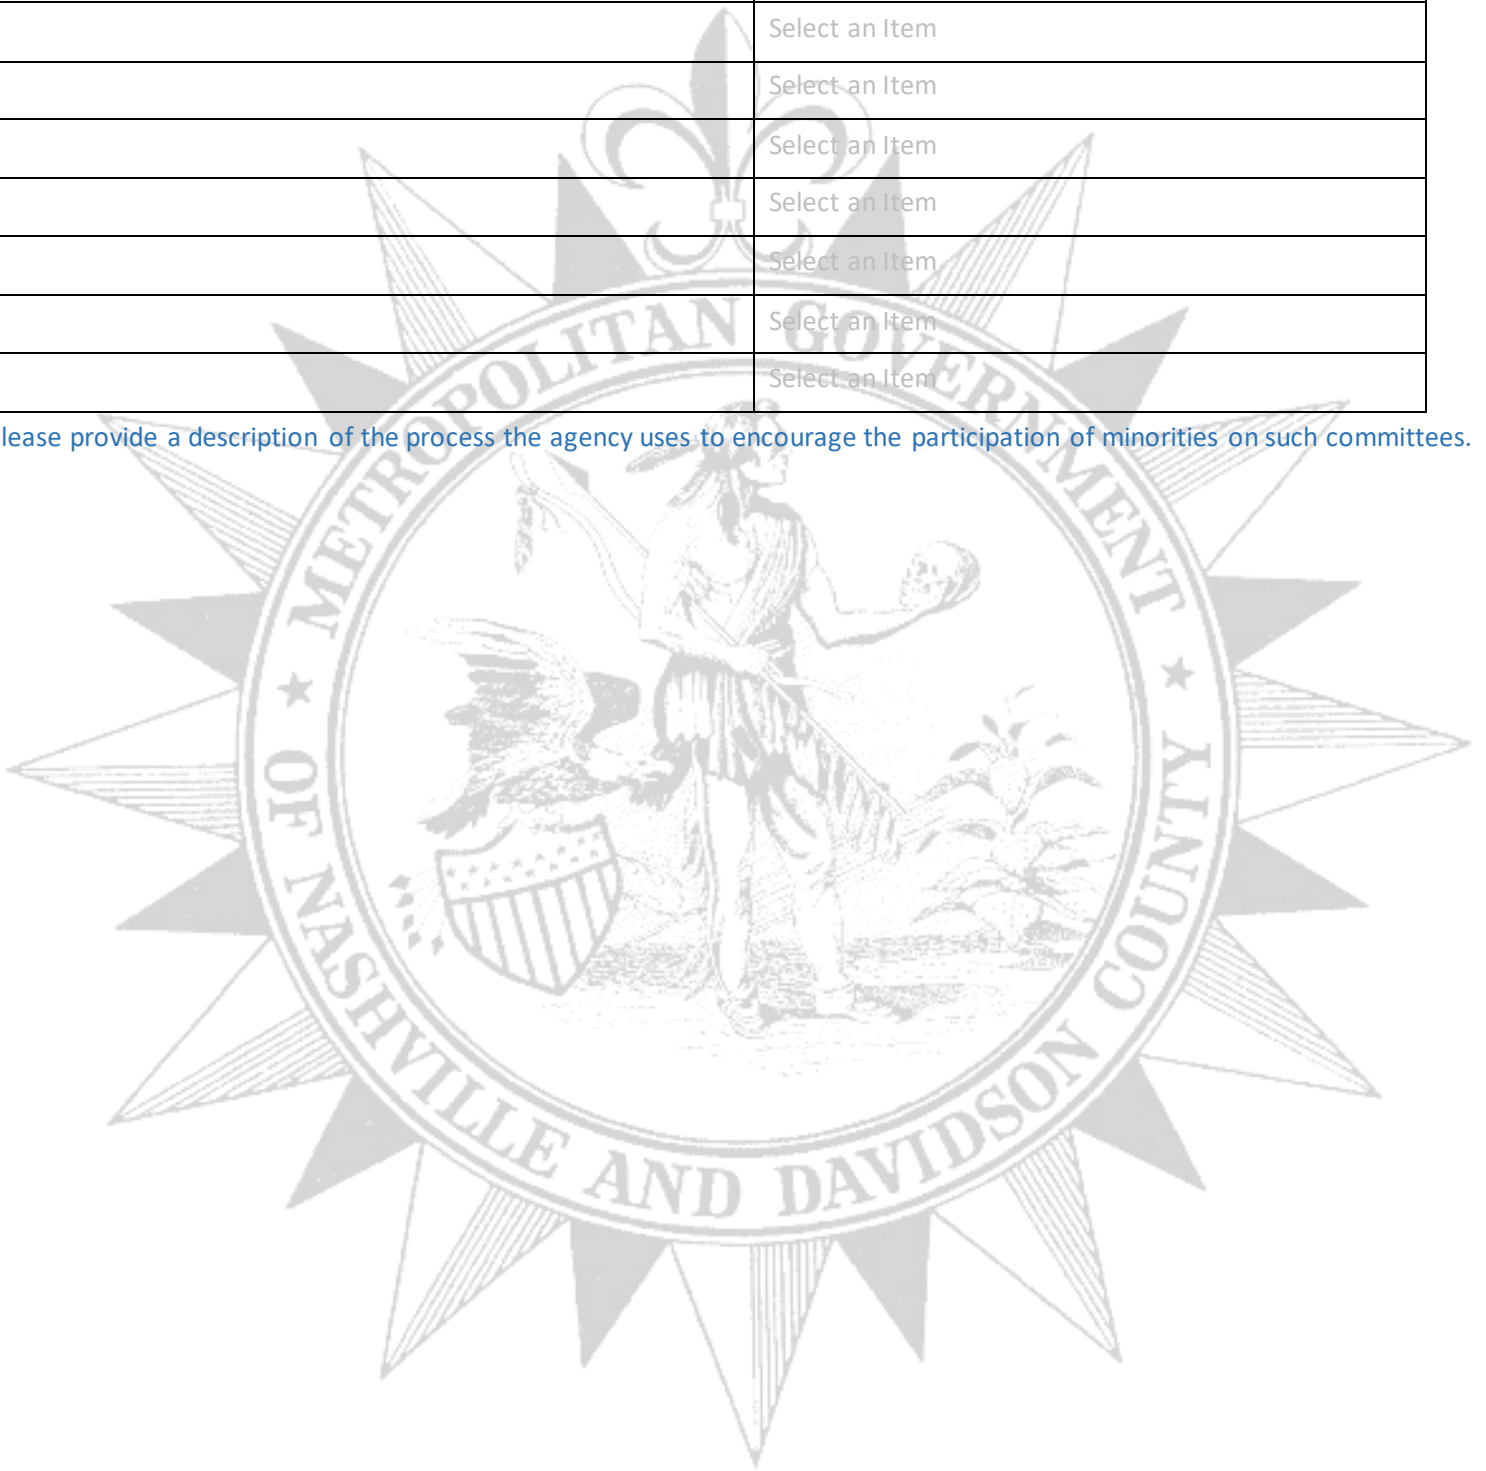 Select an Item
Select an Item
Select an Item
Select an Item
Select an Item
Select an Item
Select an Item
lease provide a description of the process the agency uses to encourage the participation of minorities on such committees.
METROPOLITAN GOVERNMENT
OF NASHVILLE AND DAVIDSON COUNTY